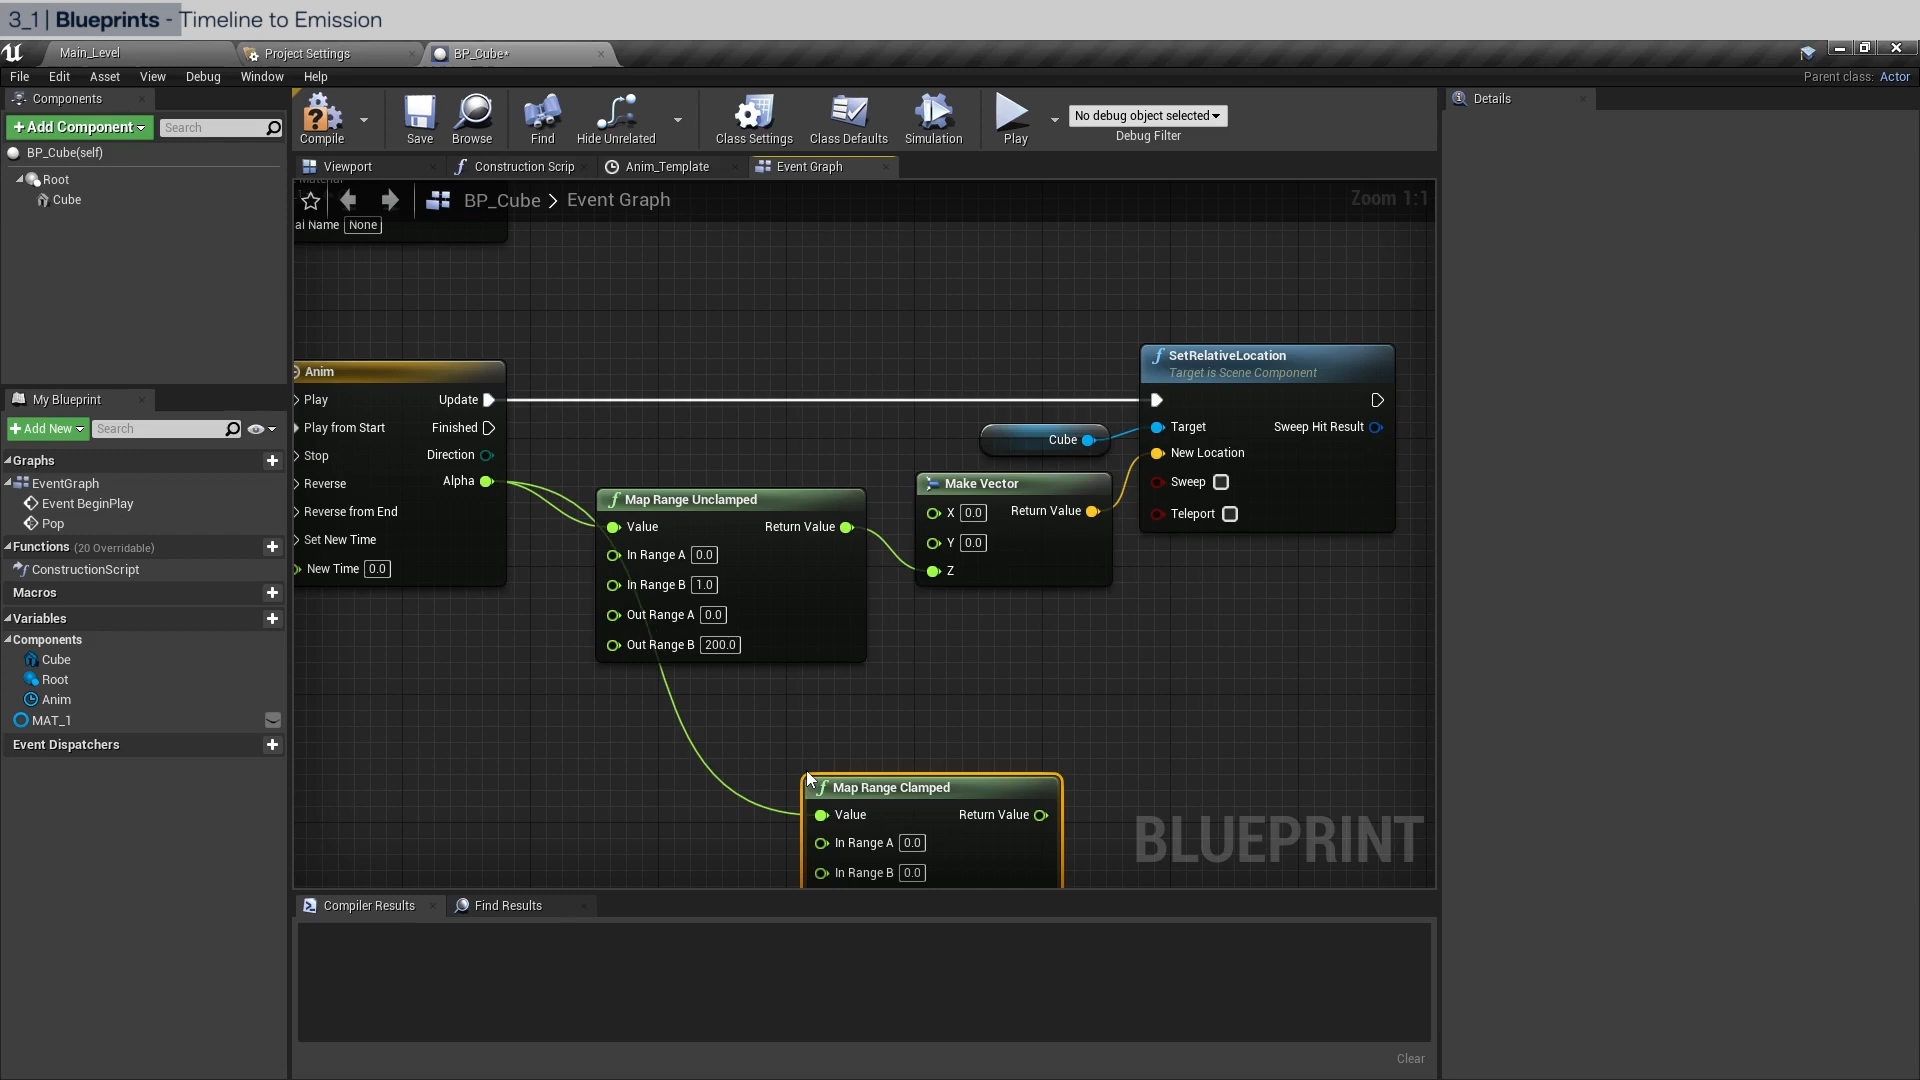 3_1 | Blueprints - Timeline to Emission
Main_Level
Project Settings
BP_Cube*
File Edit Asset View Debug Window Help
Parent class: Actor
Components
Details
+Add Component
Search
Compile
Save
Browse
Find
Hide Unrelated
Class Settings
Class Defaults
Simulation
Play
No debug object selected
Debug Filter
BP_Cube(self)
Root
Cube
Viewport
Construction Scrip
Anim_Template
Event Graph
BP_Cube > Event Graph
Zoom 1:1
al Name None
Anim
Play
Update
Play from Start
Finished
Stop
Direction
Reverse
Alpha
Reverse from End
Set New Time
New Time 0.0
Map Range Unclamped
Value
Return Value
In Range A 0.0
In Range B 1.0
Out Range A 0.0
Out Range B 200.0
Cube
Make Vector
X 0.0
Return Value
Y 0.0
Z
SetRelativeLocation
Target is Scene Component
Target
Sweep Hit Result
New Location
Sweep
Teleport
Map Range Clamped
Value
Return Value
In Range A 0.0
In Range B 0.0
BLUEPRINT
My Blueprint
+Add New
Search
Graphs
EventGraph
Event BeginPlay
Pop
Functions (20 Overridable)
ConstructionScript
Macros
Variables
Components
Cube
Root
Anim
MAT_1
Event Dispatchers
Compiler Results
Find Results
Clear